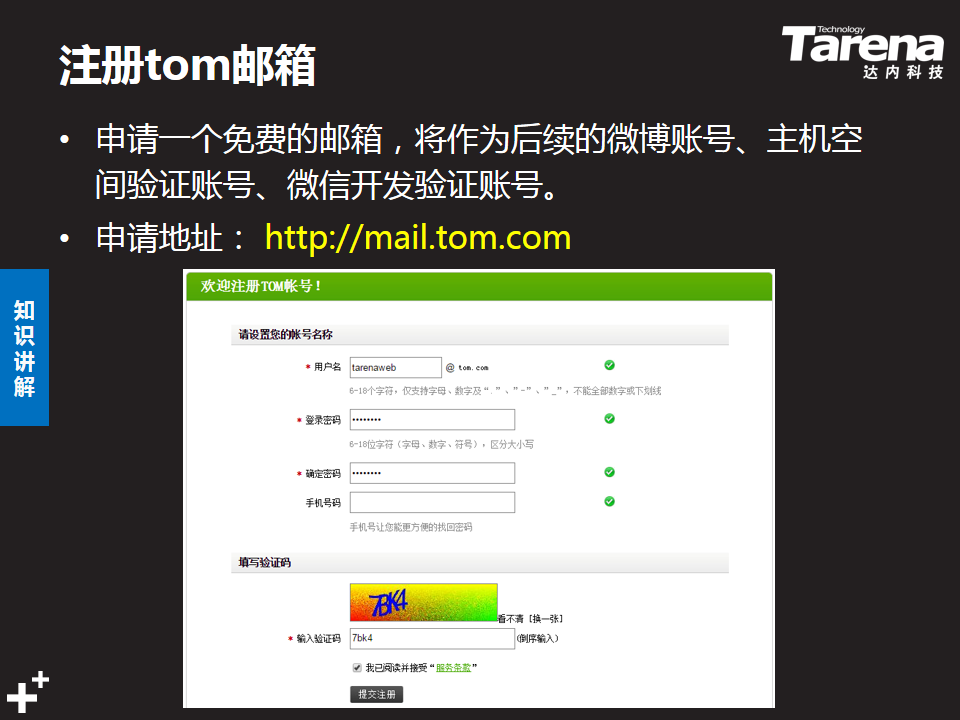 注册tom邮箱
Technology
Tarena
达内科技
• 申请一个免费的邮箱，将作为后续的微博账号、主机空
间验证账号、微信开发验证账号。
• 申请地址： http://mail.tom.com
知识讲解
欢迎注册TOM帐号！
请设置您的帐号名称
* 用户名 tarenaweb @ tom.com
6-18个字符，仅支持字母、数字及“.”、”-”、”_”，不能全部数字或下划线
* 登录密码 ••••••••
6-18位字符（字母、数字、符号），区分大小写
* 确定密码 ••••••••
手机号码
手机号让您能更方便的找回密码
填写验证码
7BK4
看不清 [换一张]
* 输入验证码 7bk4 (倒序输入)
我已阅读并接受“服务条款”
提交注册